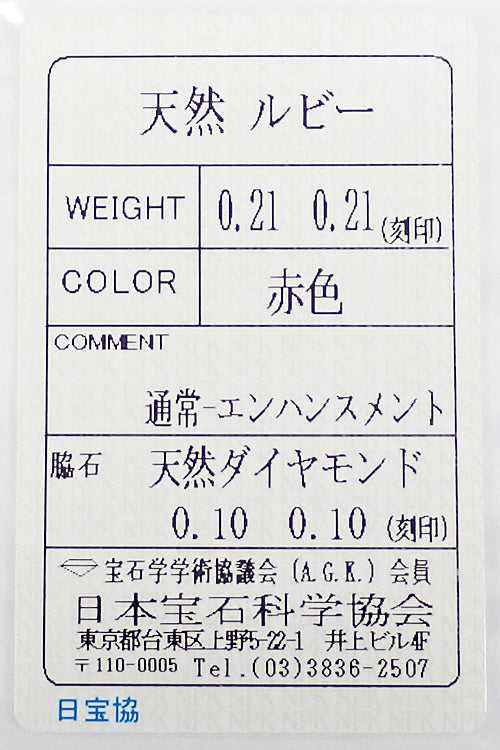 天然 ルビー
WEIGHT 0.21 0.21(刻印)
COLOR 赤色
COMMENT
通常-エンハンスメント
脇石 天然ダイヤモンド
0.10 0.10 (刻印)
宝石学学術協議会(A.G.K.)会員
日本宝石科学協会
東京都台東区上野5-22-1 井上ビル4F
〒110-0005 Tel.(03)3836-2507
日宝協